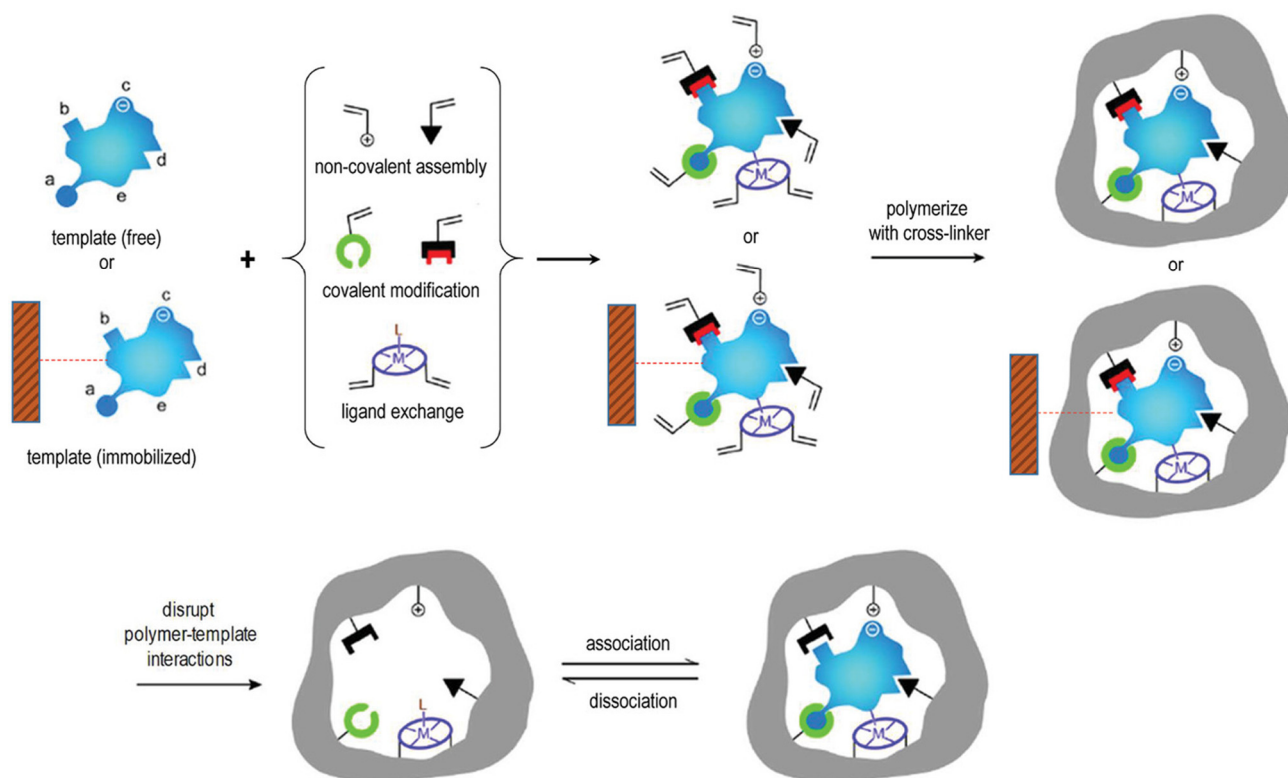 c
b
d
a
e
template (free)
or
c
b
d
a
e
template (immobilized)
+
non-covalent assembly
covalent modification
L
M
ligand exchange
M
or
M
polymerize
with cross-linker
M
or
M
disrupt
polymer-template
interactions
L
M
association
dissociation
M